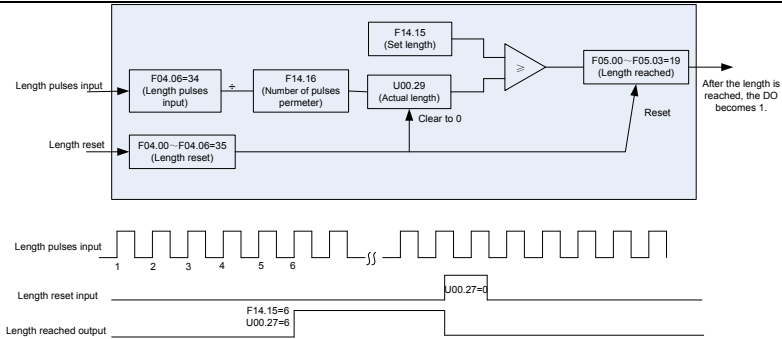 F14.15
(Set length)
F04.06=34
(Length pulses
input)
÷
F14.16
(Number of pulses
permeter)
U00.29
(Actual length)
⩾
F05.00～F05.03=19
(Length reached)
Length pulses input
After the length is
reached, the DO
becomes 1.
Clear to 0
Reset
Length reset
F04.00～F04.06=35
(Length reset)
Length pulses input
1 2 3 4 5 6
Length reset input
U00.27=0
F14.15=6
U00.27=6
Length reached output